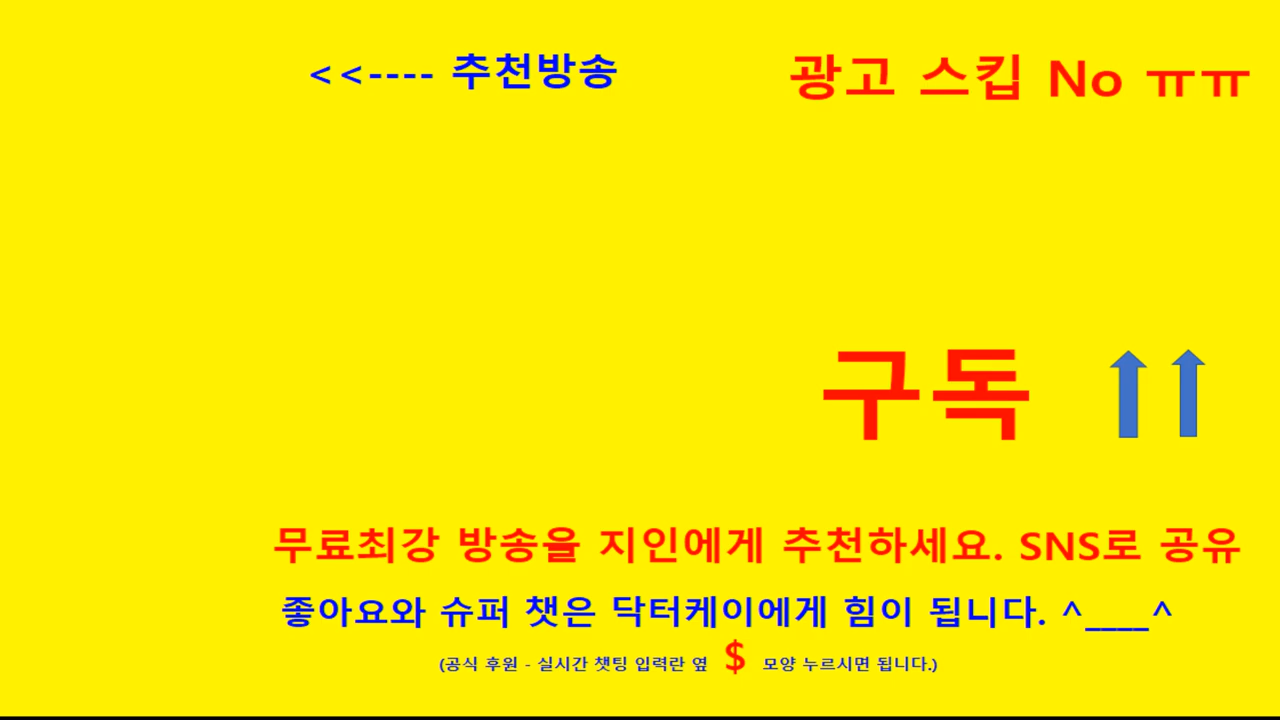 <<---- 추천방송
광고 스킵 No ㅠㅠ
구독
무료최강 방송을 지인에게 추천하세요. SNS로 공유
좋아요와 슈퍼 챗은 닥터케이에게 힘이 됩니다. ^____^
(공식 후원 - 실시간 챗팅 입력란 옆 $ 모양 누르시면 됩니다.)